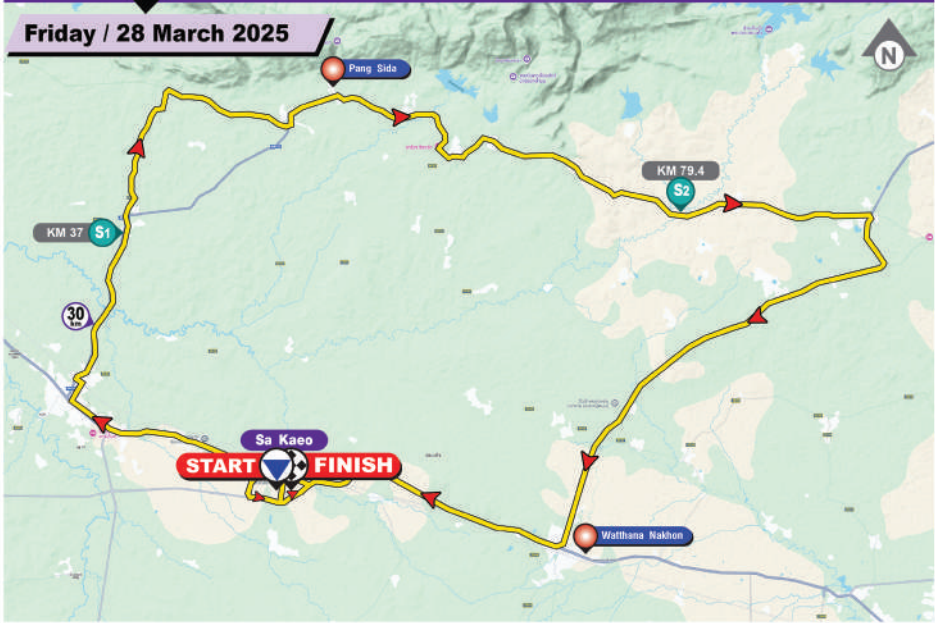 Friday / 28 March 2025
N
Pang Sida
KM 79.4
S2
KM 37
S1
30
km
Sa Kaeo
START
FINISH
Watthana Nakhon